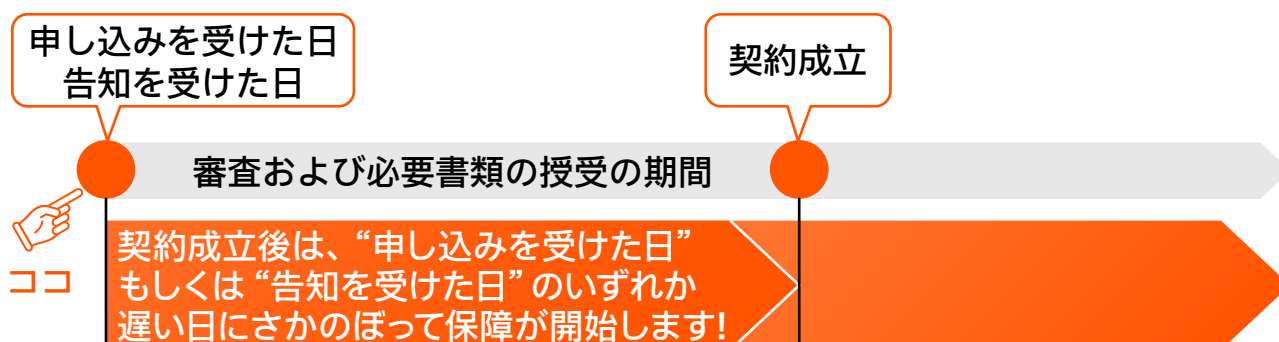 申し込みを受けた日
告知を受けた日
契約成立
審査および必要書類の授受の期間
ココ
契約成立後は、“申し込みを受けた日”
もしくは“告知を受けた日”のいずれか
遅い日にさかのぼって保障が開始します!